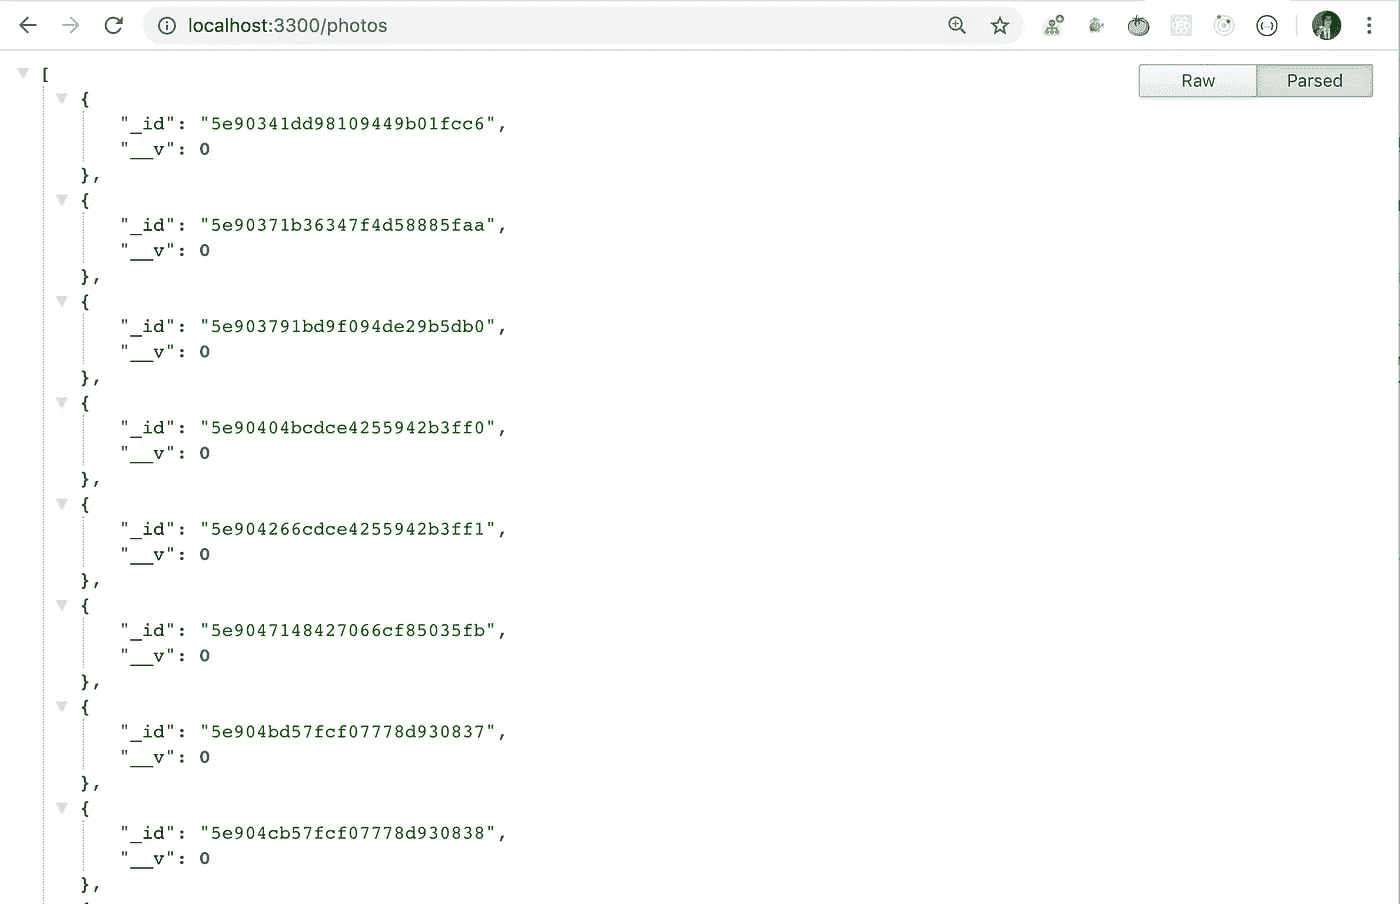 localhost:3300/photos
Raw Parsed
[
{
"_id": "5e90341dd98109449b01fcc6",
"__v": 0
},
{
"_id": "5e90371b36347f4d58885faa",
"__v": 0
},
{
"_id": "5e903791bd9f094de29b5db0",
"__v": 0
},
{
"_id": "5e90404bcdce4255942b3ff0",
"__v": 0
},
{
"_id": "5e904266cdce4255942b3ff1",
"__v": 0
},
{
"_id": "5e9047148427066cf85035fb",
"__v": 0
},
{
"_id": "5e904bd57fcf07778d930837",
"__v": 0
},
{
"_id": "5e904cb57fcf07778d930838",
"__v": 0
},